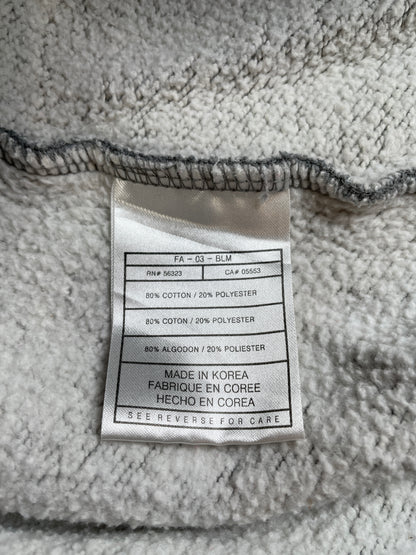 FA - 03 - BLM
RN# 56323 CA# 05553
80% COTTON / 20% POLYESTER
80% COTON / 20% POLYESTER
80% ALGODON / 20% POLIESTER
MADE IN KOREA
FABRIQUE EN COREE
HECHO EN COREA
SEE REVERSE FOR CARE